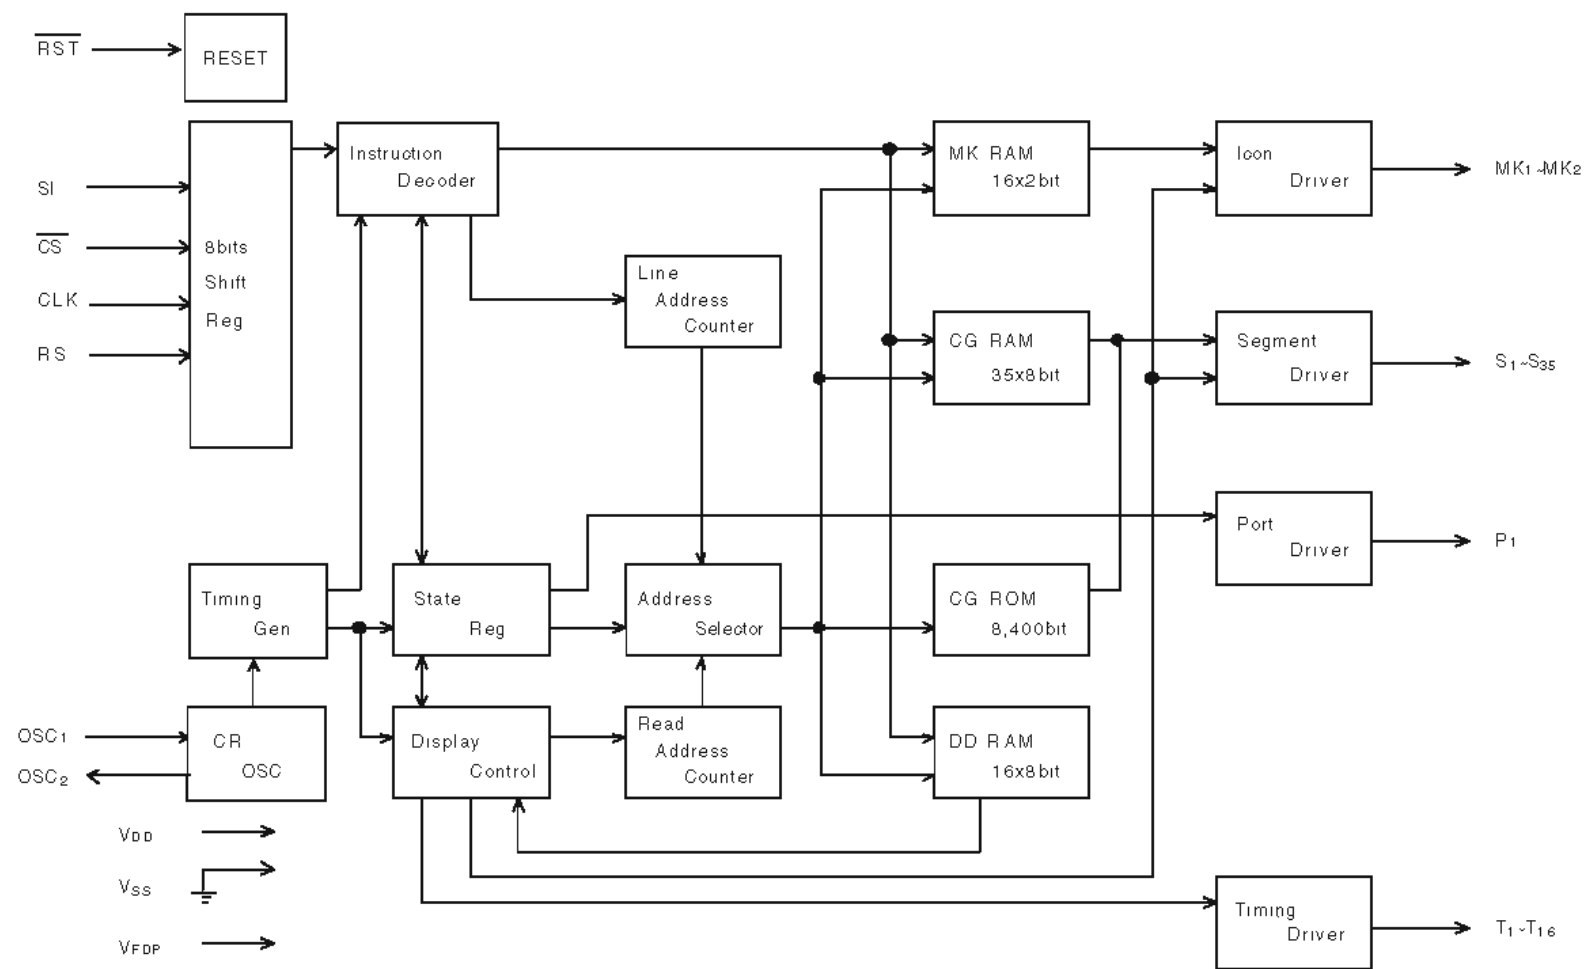 RST
RESET
SI
CS
CLK
RS
8bits
Shift
Reg
Instruction
Decoder
Line
Address
Counter
MK RAM
16x2bit
Icon
Driver
MK1~MK2
CG RAM
35x8bit
Segment
Driver
S1~S35
Port
Driver
P1
Timing
Gen
State
Reg
Address
Selector
CG ROM
8,400bit
OSC1
OSC2
CR
OSC
Display
Control
Read
Address
Counter
DD RAM
16x8bit
VDD
VSS
VFDP
Timing
Driver
T1~T16